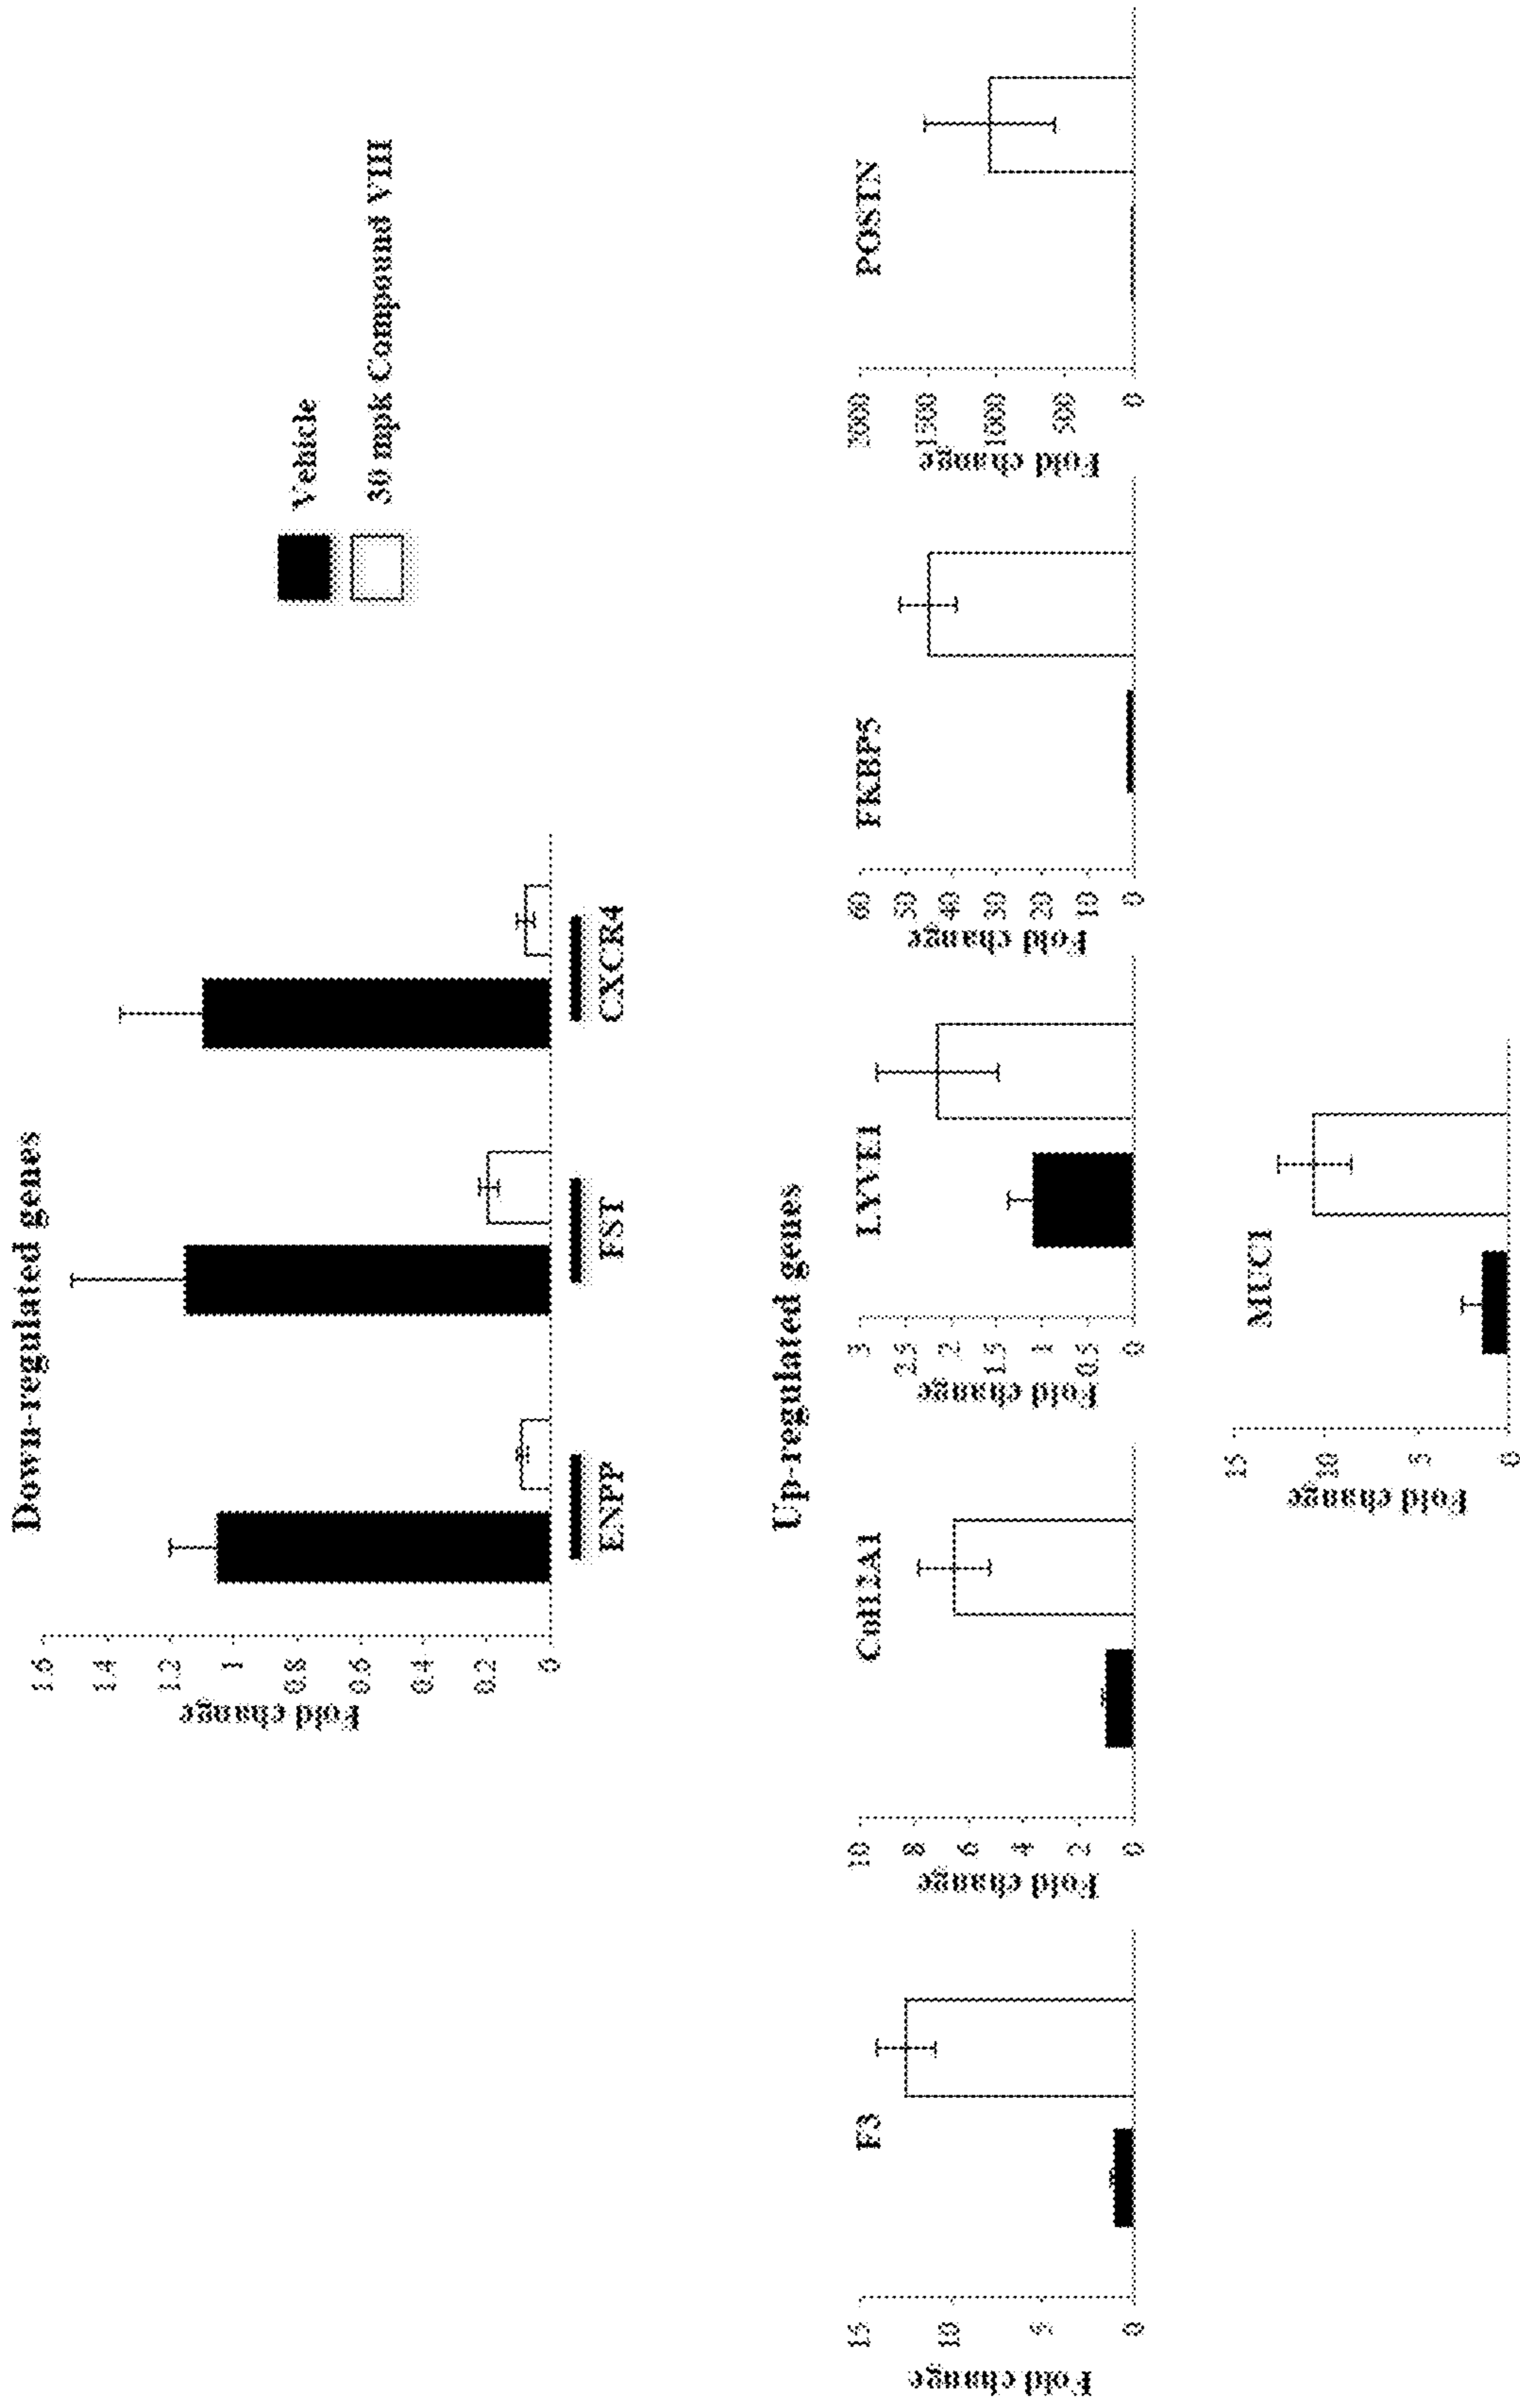 Down-regulated genes
Vehicle
30 mpk Compound VIII
Fold change
1.6
1.4
1.2
1
0.8
0.6
0.4
0.2
0
ENPP
FST
CXCR4
Up-regulated genes
F3
Fold change
15
10
5
0
Col12A1
Fold change
10
8
6
4
2
0
LYVE1
Fold change
3
2.5
2
1.5
1
0.5
0
FKBP5
Fold change
60
50
40
30
20
10
0
POSTN
Fold change
2000
1500
1000
500
0
MUC1
Fold change
15
10
5
0